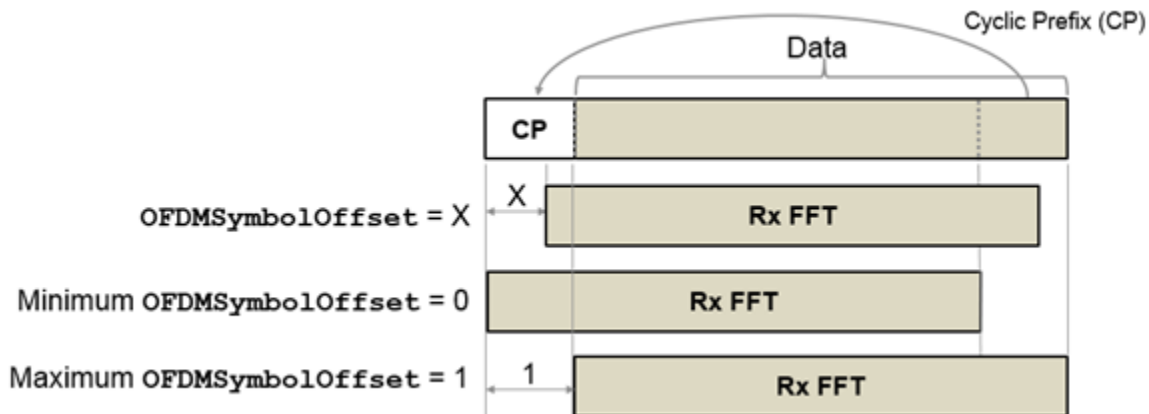 Cyclic Prefix (CP)
Data
CP
X
OFDMSymbolOffset = X
Rx FFT
Minimum OFDMSymbolOffset = 0
Rx FFT
Maximum OFDMSymbolOffset = 1
1
Rx FFT